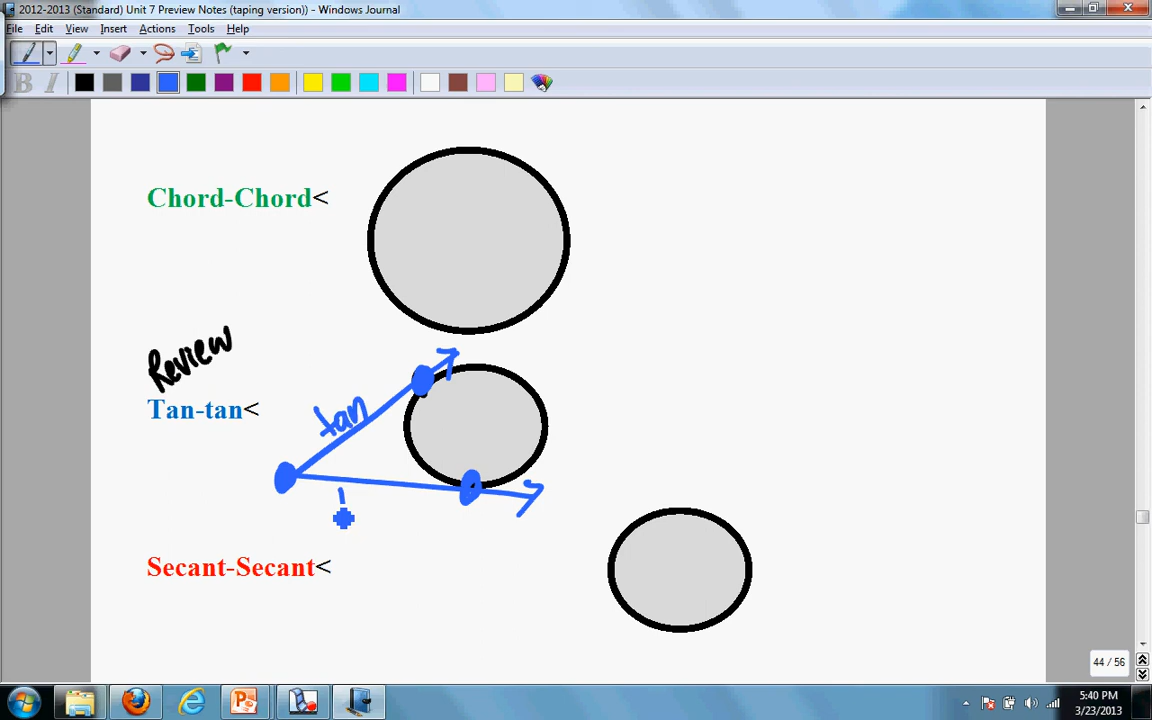 2012-2013 (Standard) Unit 7 Preview Notes (taping version)) - Windows Journal
File Edit View Insert Actions Tools Help
B I
Chord-Chord<
Review
Tan-tan<
tan
Secant-Secant<
44 / 56
5:40 PM
3/23/2013